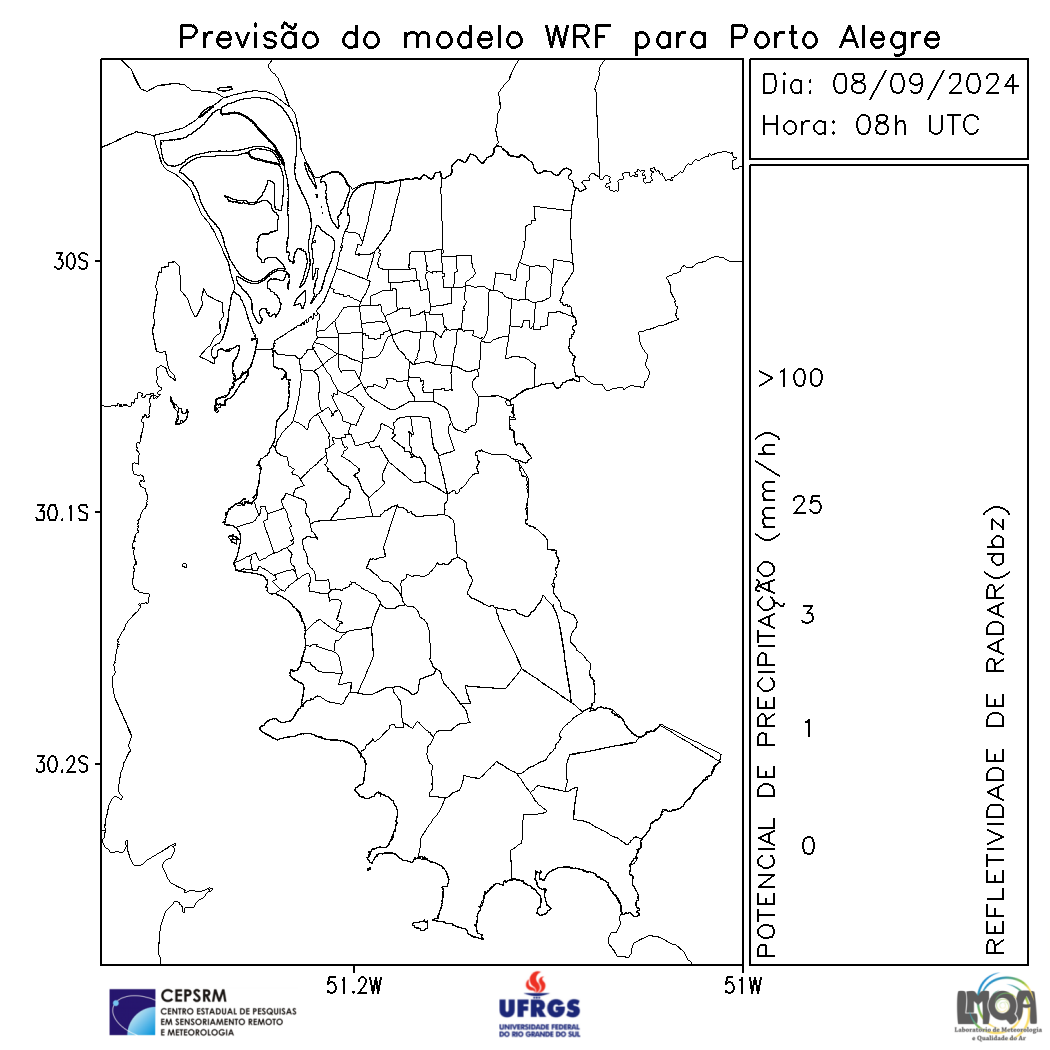 Previsão do modelo WRF para Porto Alegre
Dia: 08/09/2024
Hora: 08h UTC
30S
30.1S
30.2S
51.2W
51W
>100
25
3
1
0
POTENCIAL DE PRECIPITAÇÃO (mm/h)
REFLETIVIDADE DE RADAR(dbz)
CEPSRM
CENTRO ESTADUAL DE PESQUISAS
EM SENSORIAMENTO REMOTO
E METEOROLOGIA
UFRGS
UNIVERSIDADE FEDERAL
DO RIO GRANDE DO SUL
LMQA
Laboratório de Meteorologia
e Qualidade do Ar